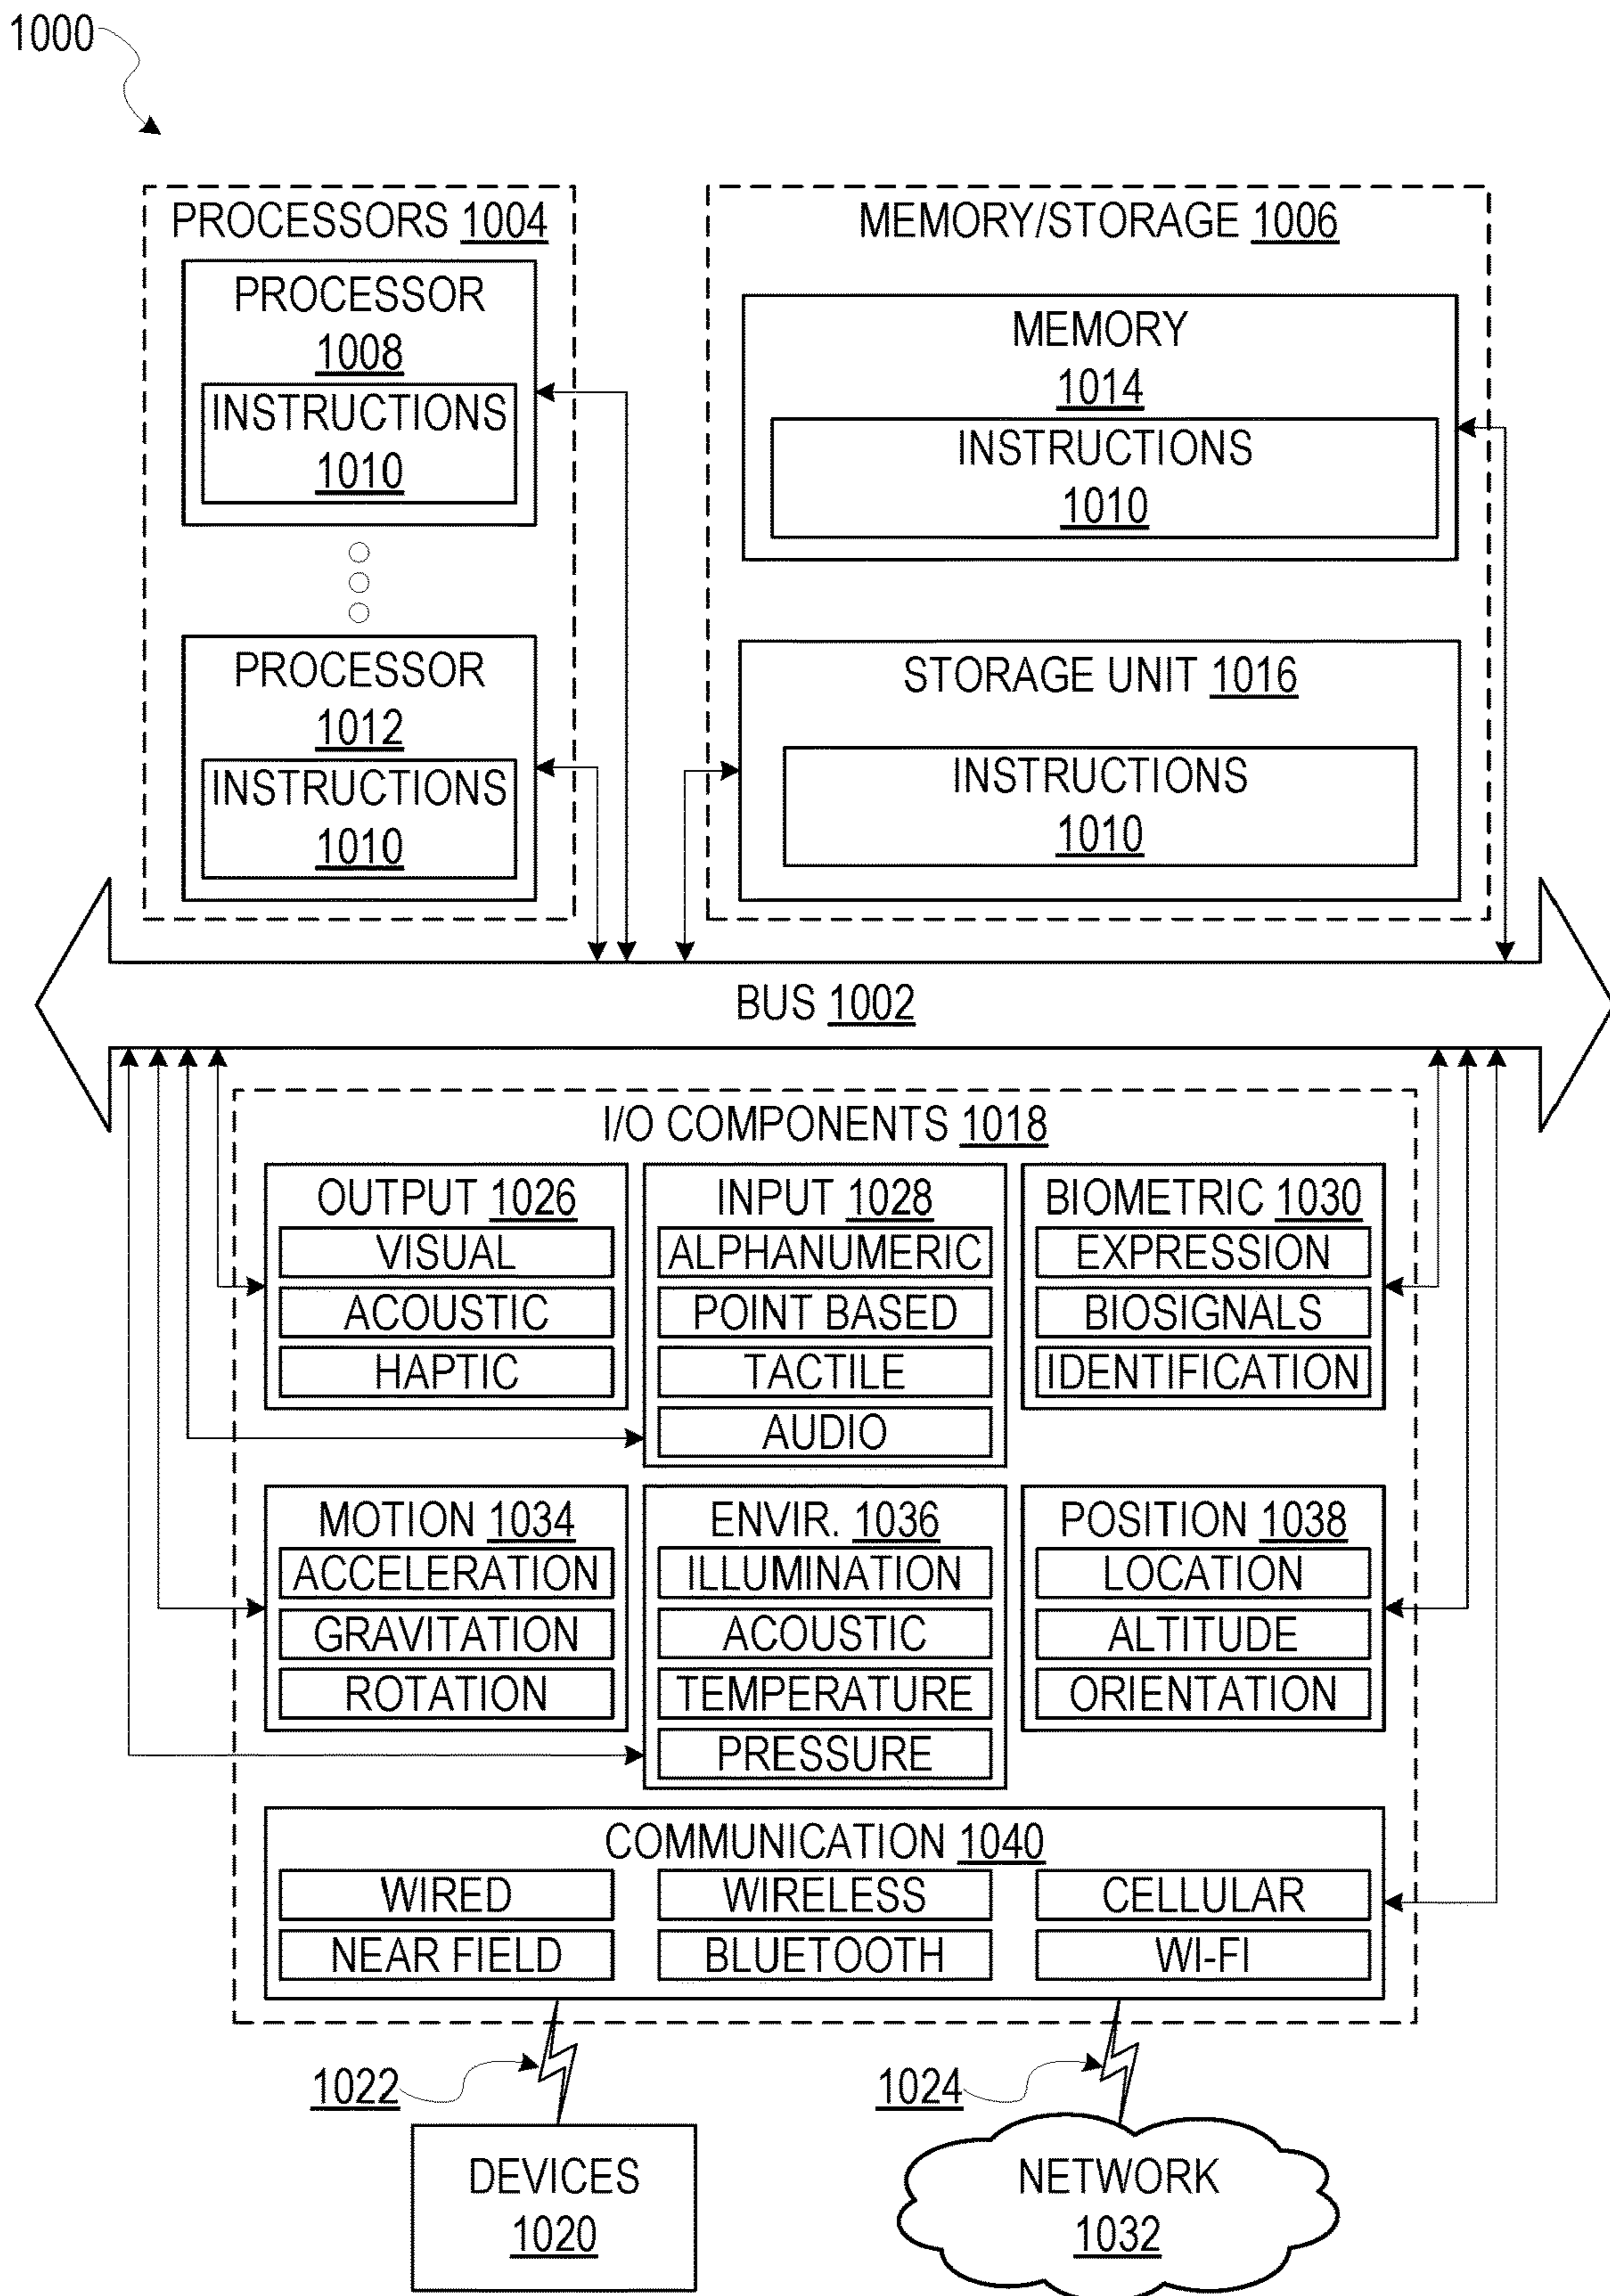 1000
PROCESSORS 1004
PROCESSOR
1008
INSTRUCTIONS
1010
PROCESSOR
1012
INSTRUCTIONS
1010
MEMORY/STORAGE 1006
MEMORY
1014
INSTRUCTIONS
1010
STORAGE UNIT 1016
INSTRUCTIONS
1010
BUS 1002
I/O COMPONENTS 1018
OUTPUT 1026
VISUAL
ACOUSTIC
HAPTIC
INPUT 1028
ALPHANUMERIC
POINT BASED
TACTILE
AUDIO
BIOMETRIC 1030
EXPRESSION
BIOSIGNALS
IDENTIFICATION
MOTION 1034
ACCELERATION
GRAVITATION
ROTATION
ENVIR. 1036
ILLUMINATION
ACOUSTIC
TEMPERATURE
PRESSURE
POSITION 1038
LOCATION
ALTITUDE
ORIENTATION
COMMUNICATION 1040
WIRED
WIRELESS
CELLULAR
NEAR FIELD
BLUETOOTH
WI-FI
1022
1024
DEVICES
1020
NETWORK
1032